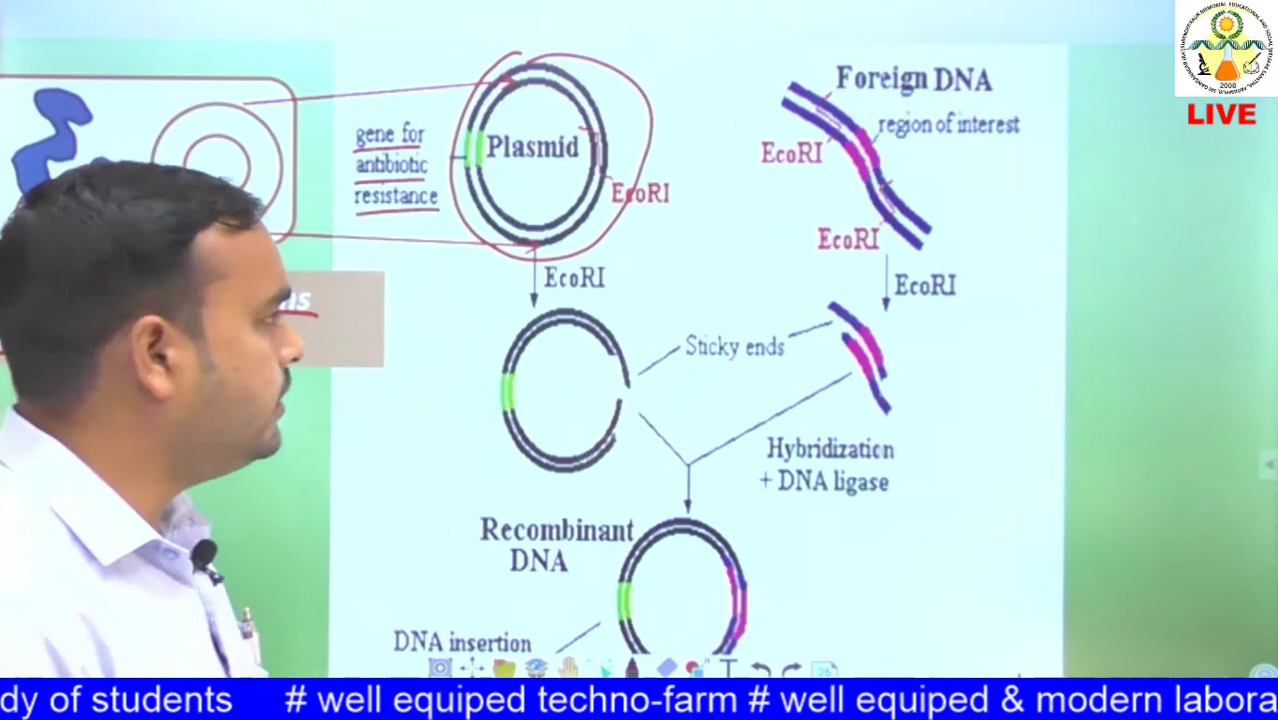 2008
LIVE
Foreign DNA
region of interest
EcoRI
EcoRI
EcoRI
gene for
antibiotic
resistance
Plasmid
EcoRI
EcoRI
Sticky ends
Hybridization
+ DNA ligase
Recombinant
DNA
DNA insertion
T
dy of students # well equiped techno-farm # well equiped & modern labora